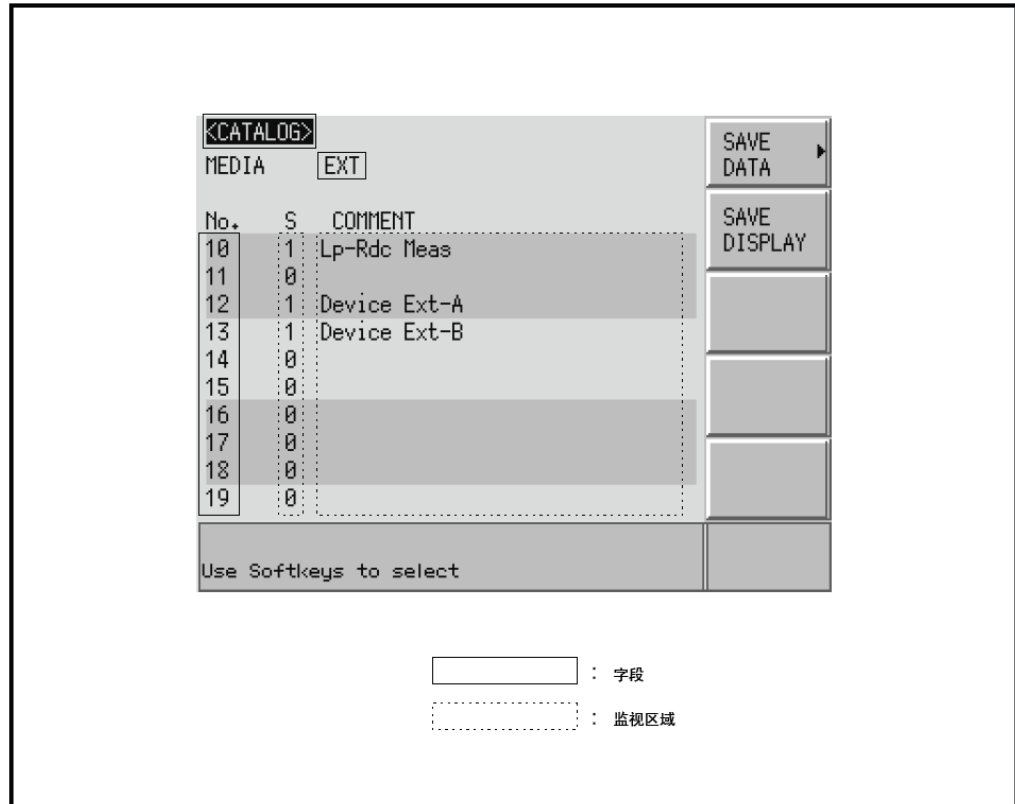 <CATALOG>
MEDIA EXT
No. S COMMENT
10 1 Lp-Rdc Meas
11 0
12 1 Device Ext-A
13 1 Device Ext-B
14 0
15 0
16 0
17 0
18 0
19 0
SAVE
DATA
SAVE
DISPLAY
Use Softkeys to select
: 字段
: 监视区域